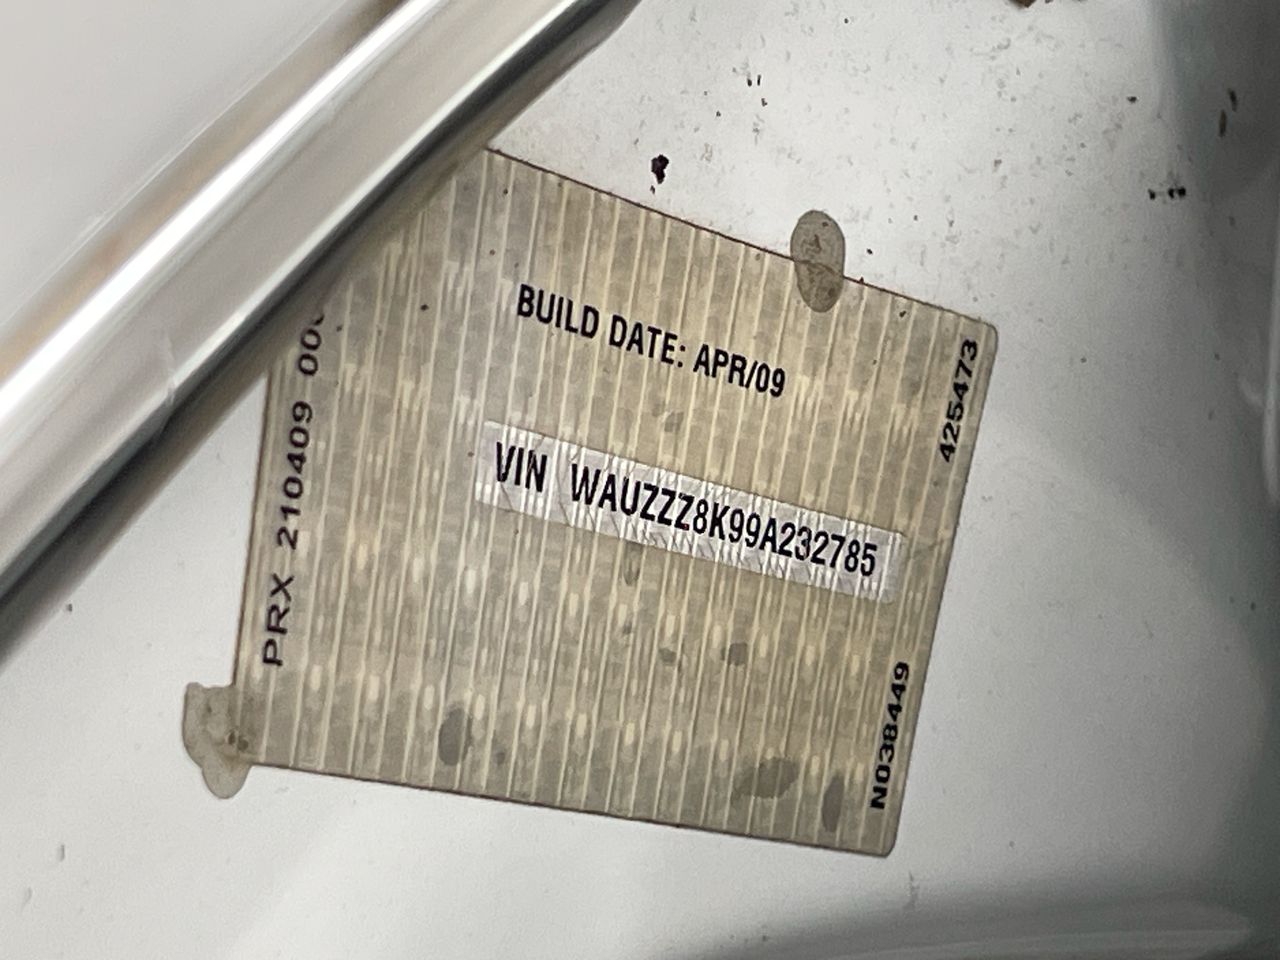 BUILD DATE: APR/09
VIN WAUZZZ8K99A232785
PRX 210409
425473
N038449